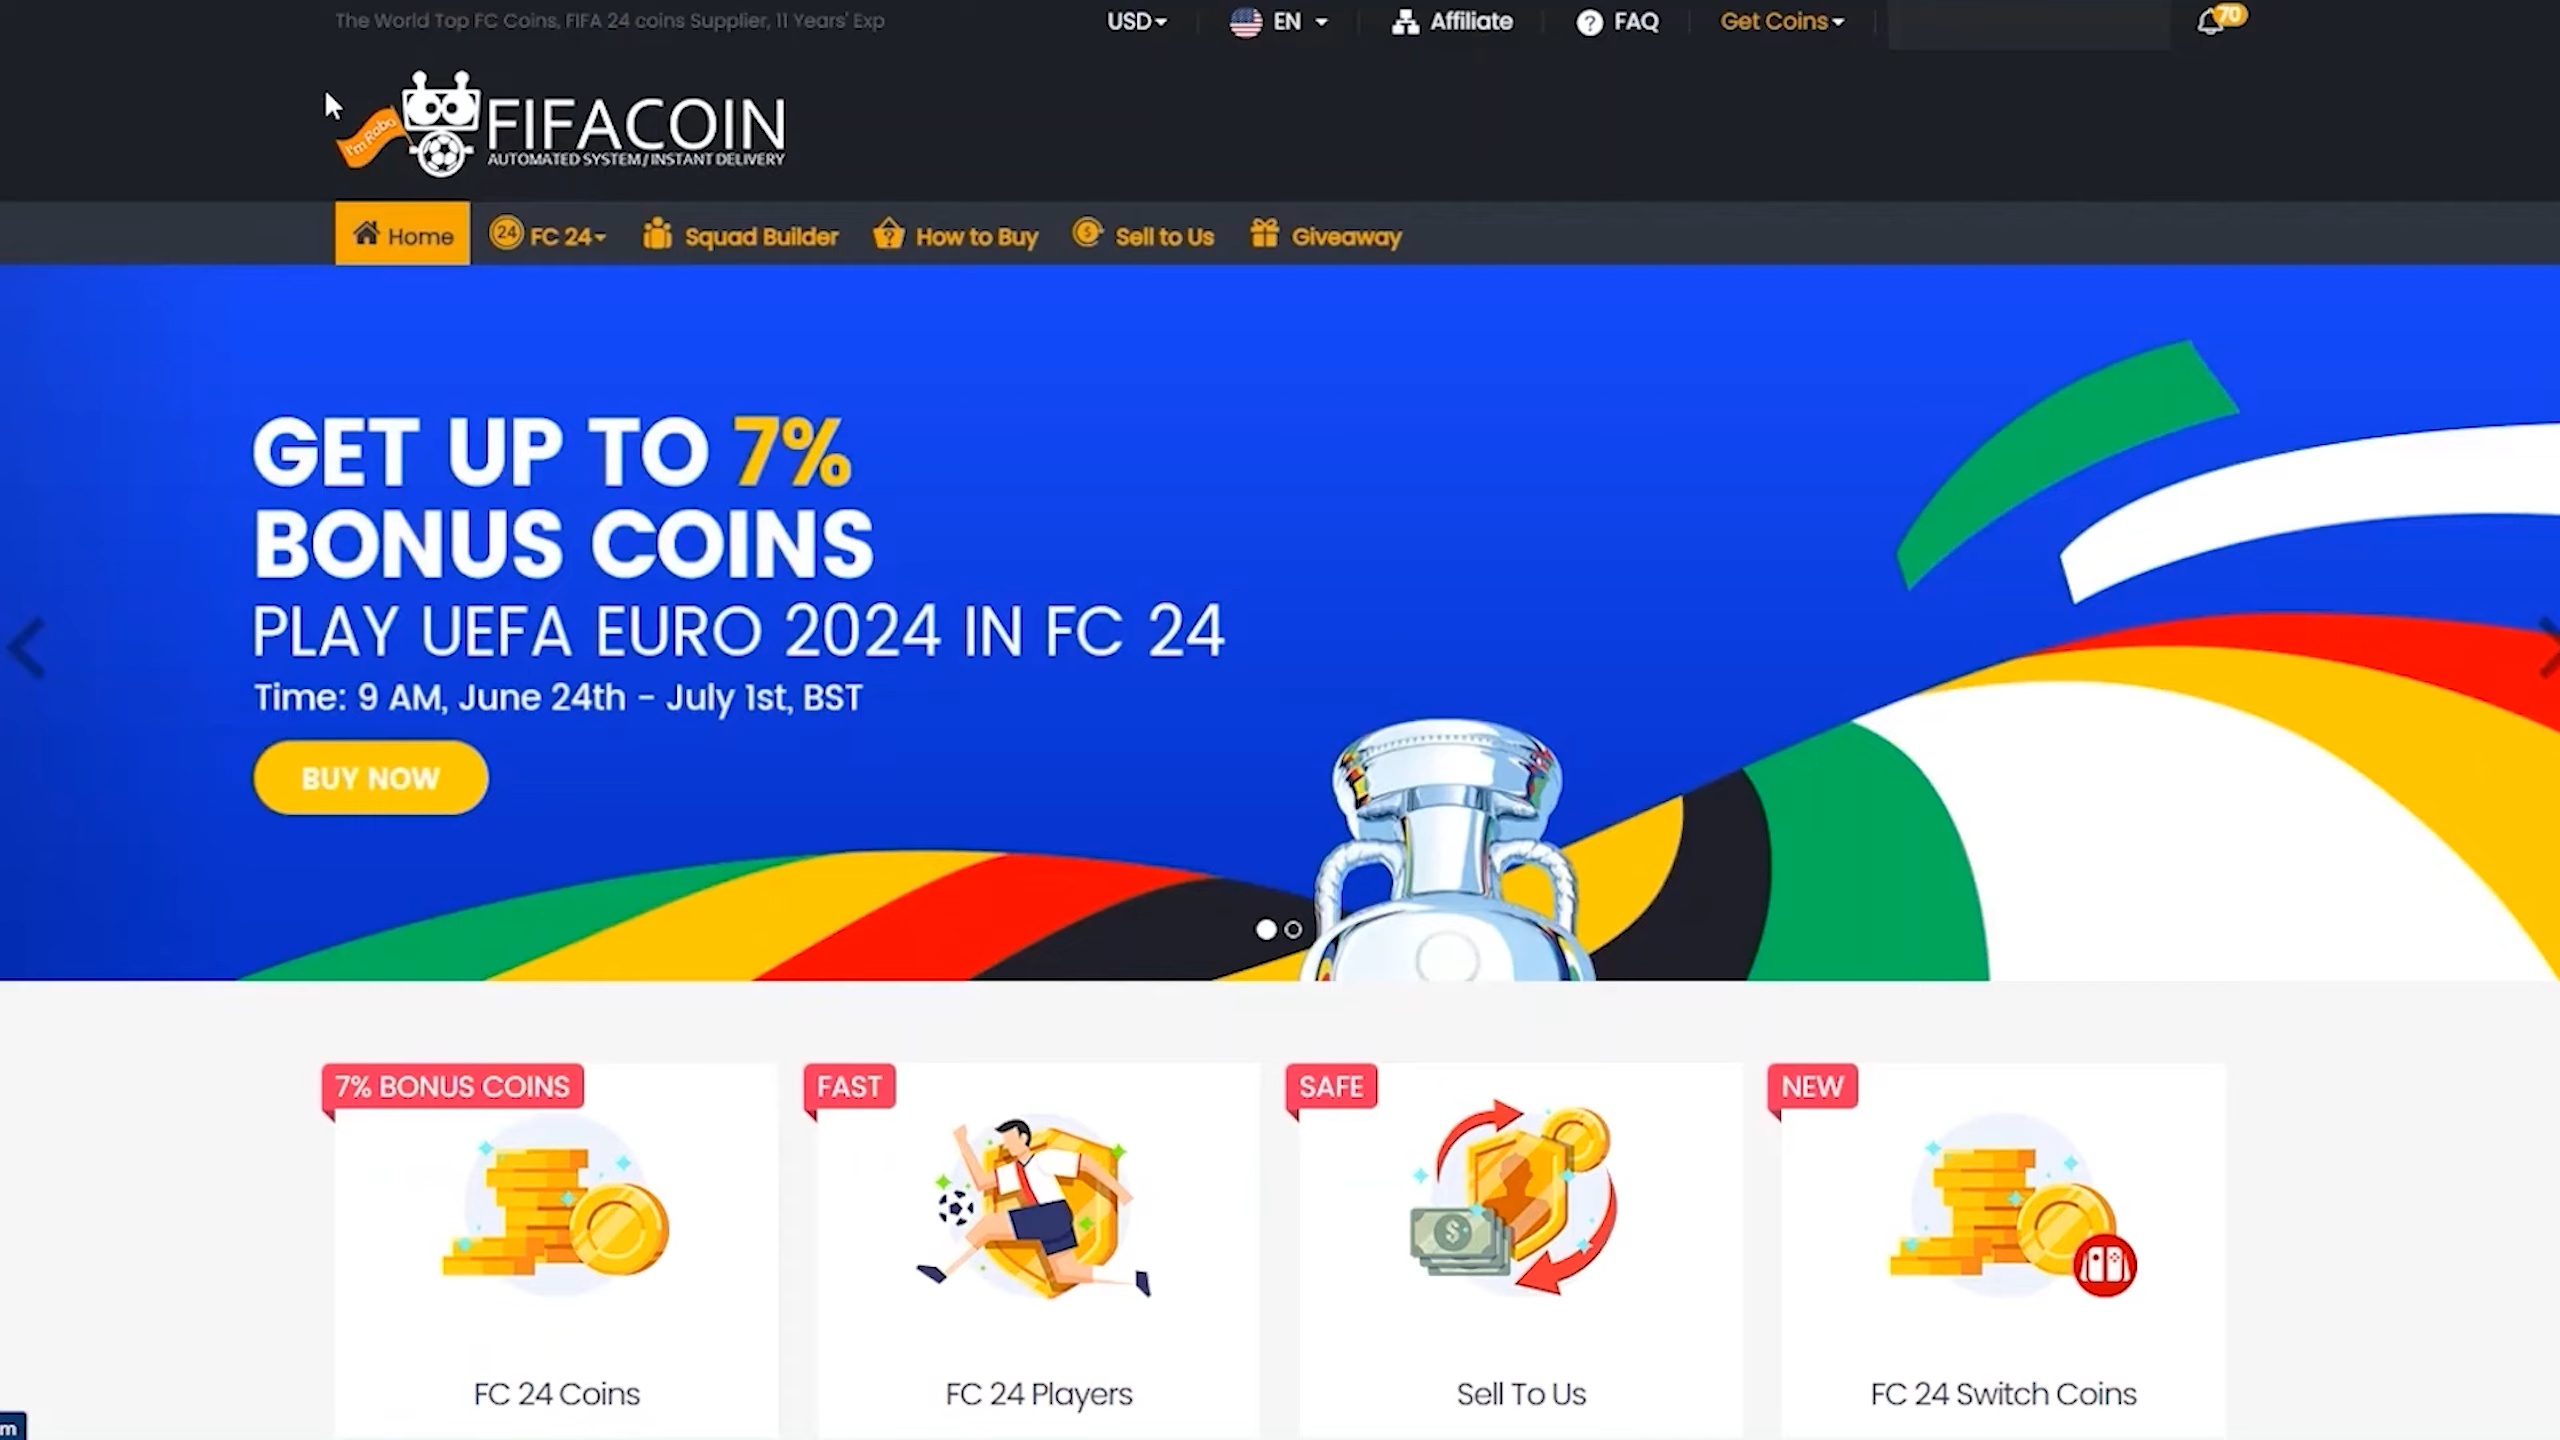 The World Top FC Coins, FIFA 24 coins Supplier, 11 Years' Exp
USD
EN
Affiliate
FAQ
Get Coins
70
I'm Robo
FIFACOIN
AUTOMATED SYSTEM/INSTANT DELIVERY
Home
24
FC 24
Squad Builder
How to Buy
Sell to Us
Giveaway
GET UP TO 7%
BONUS COINS
PLAY UEFA EURO 2024 IN FC 24
Time: 9 AM, June 24th - July 1st, BST
BUY NOW
7% BONUS COINS
FAST
SAFE
NEW
FC 24 Coins
FC 24 Players
Sell To Us
FC 24 Switch Coins
m